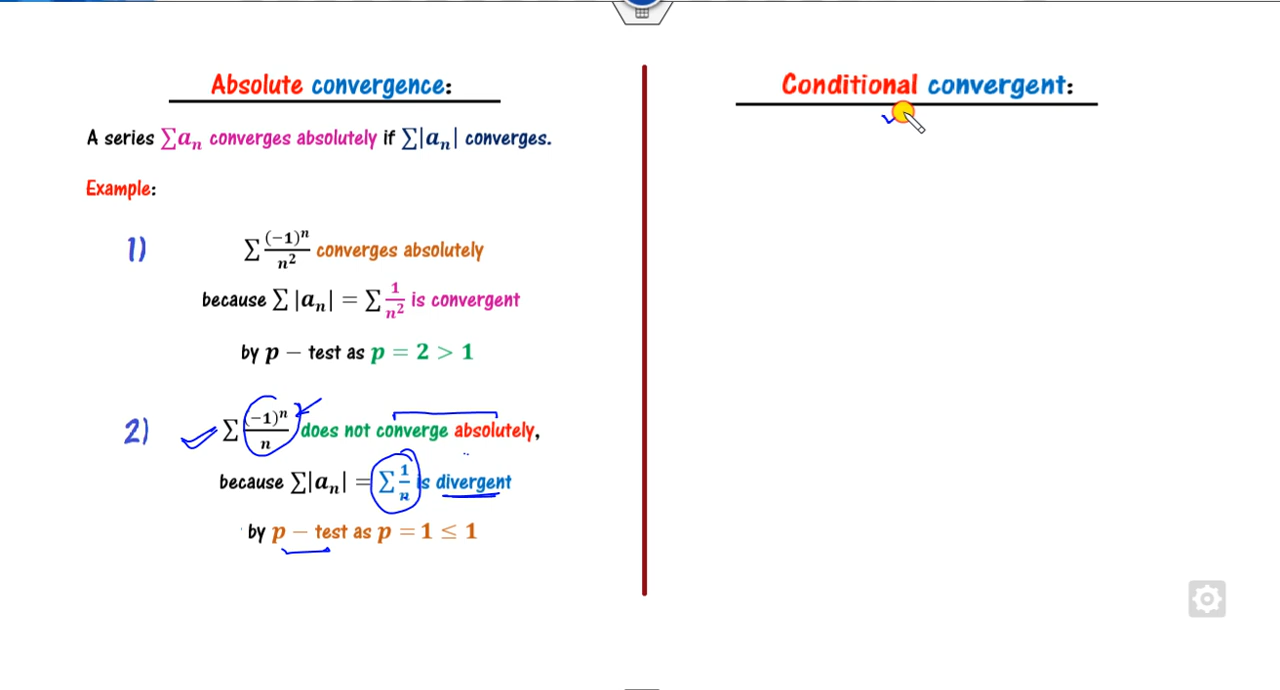 Absolute convergence:
A series ∑aₙ converges absolutely if ∑|aₙ| converges.
Example:
1) ∑(−1)ⁿ/n² converges absolutely
because ∑|aₙ| = ∑1/n² is convergent
by p − test as p = 2 > 1
2) ∑(−1)ⁿ/n does not converge absolutely,
because ∑|aₙ| = ∑1/n is divergent
by p − test as p = 1 ≤ 1
Conditional convergent: